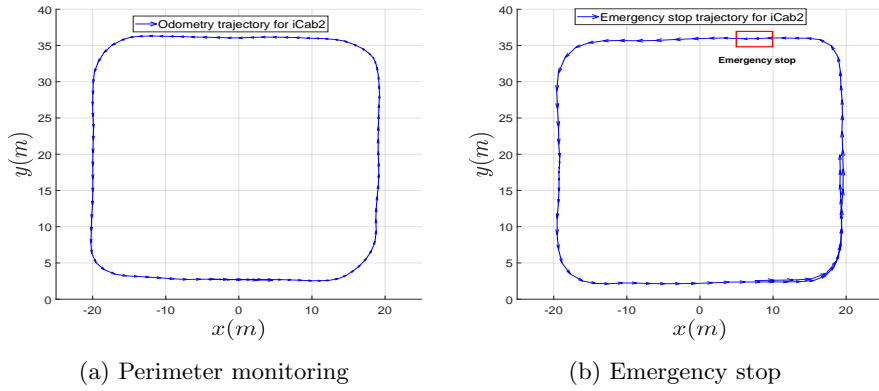 Odometry trajectory for iCab2
40
35
30
25
20
15
10
5
0
y(m)
-20 -10 0 10 20
x(m)
(a) Perimeter monitoring
Emergency stop trajectory for iCab2
Emergency stop
40
35
30
25
20
15
10
5
0
y(m)
-20 -10 0 10 20
x(m)
(b) Emergency stop